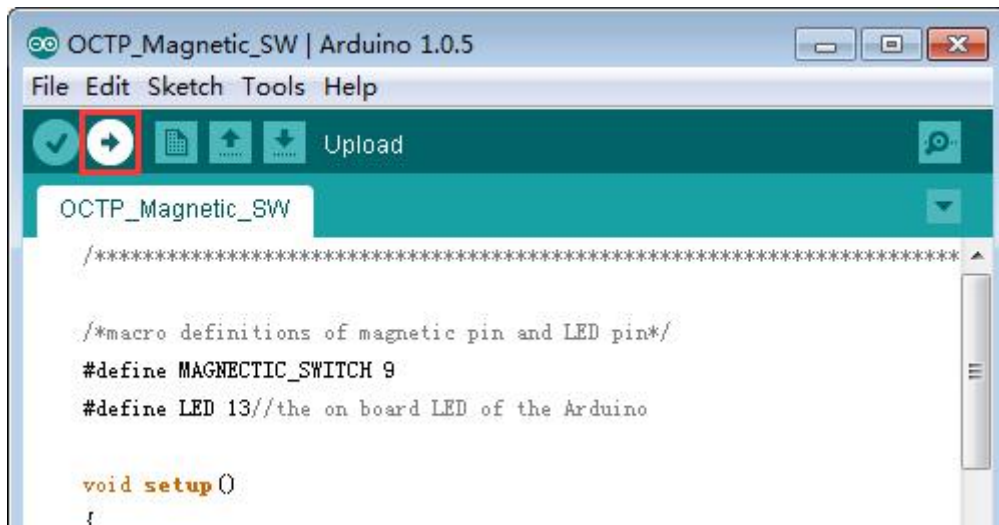 OCTP_Magnetic_SW | Arduino 1.0.5
File Edit Sketch Tools Help
Upload
OCTP_Magnetic_SW
/************************************************************************
/*macro definitions of magnetic pin and LED pin*/
#define MAGNECTIC_SWITCH 9
#define LED 13//the on board LED of the Arduino
void setup()
{